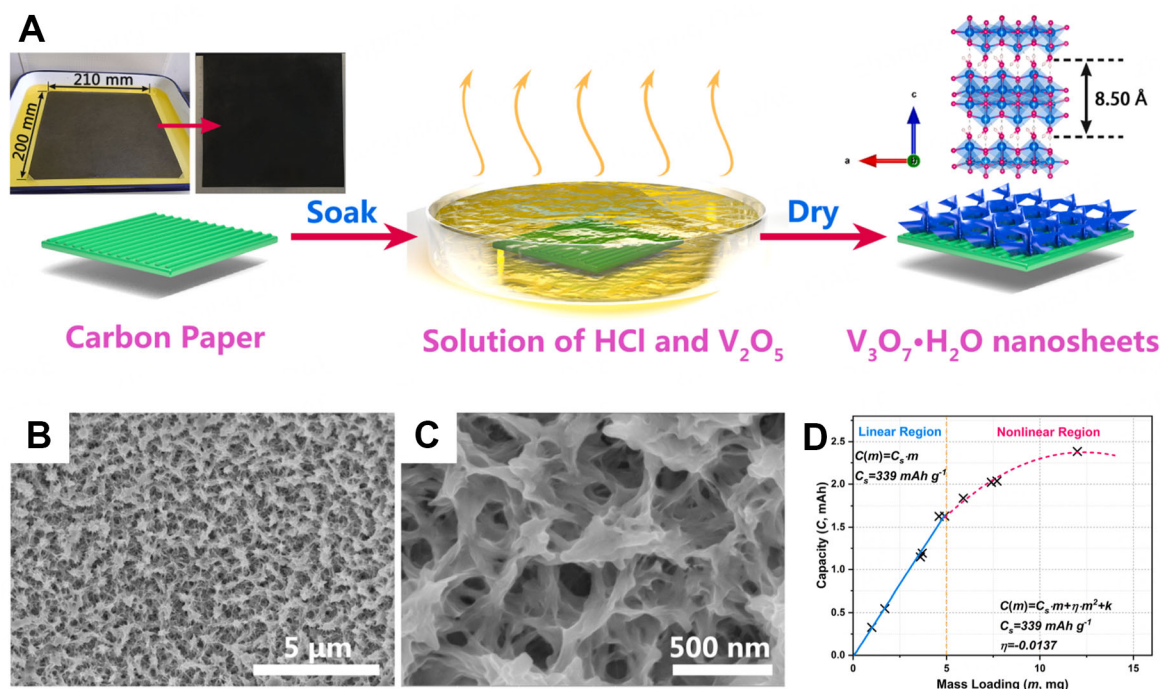 A
210 mm
200 mm
8.50 Å
c
a
Soak
Dry
Carbon Paper
Solution of HCl and V₂O₅
V₃O₇•H₂O nanosheets
B
5 μm
C
500 nm
D
Linear Region
Nonlinear Region
C(m)=Cₛ·m
Cₛ=339 mAh g⁻¹
C(m)=Cₛ·m+η·m²+k
Cₛ=339 mAh g⁻¹
η=-0.0137
Capacity (C, mAh)
2.5
2.0
1.5
1.0
0.5
0.0
0
5
10
15
Mass Loading (m, mg)